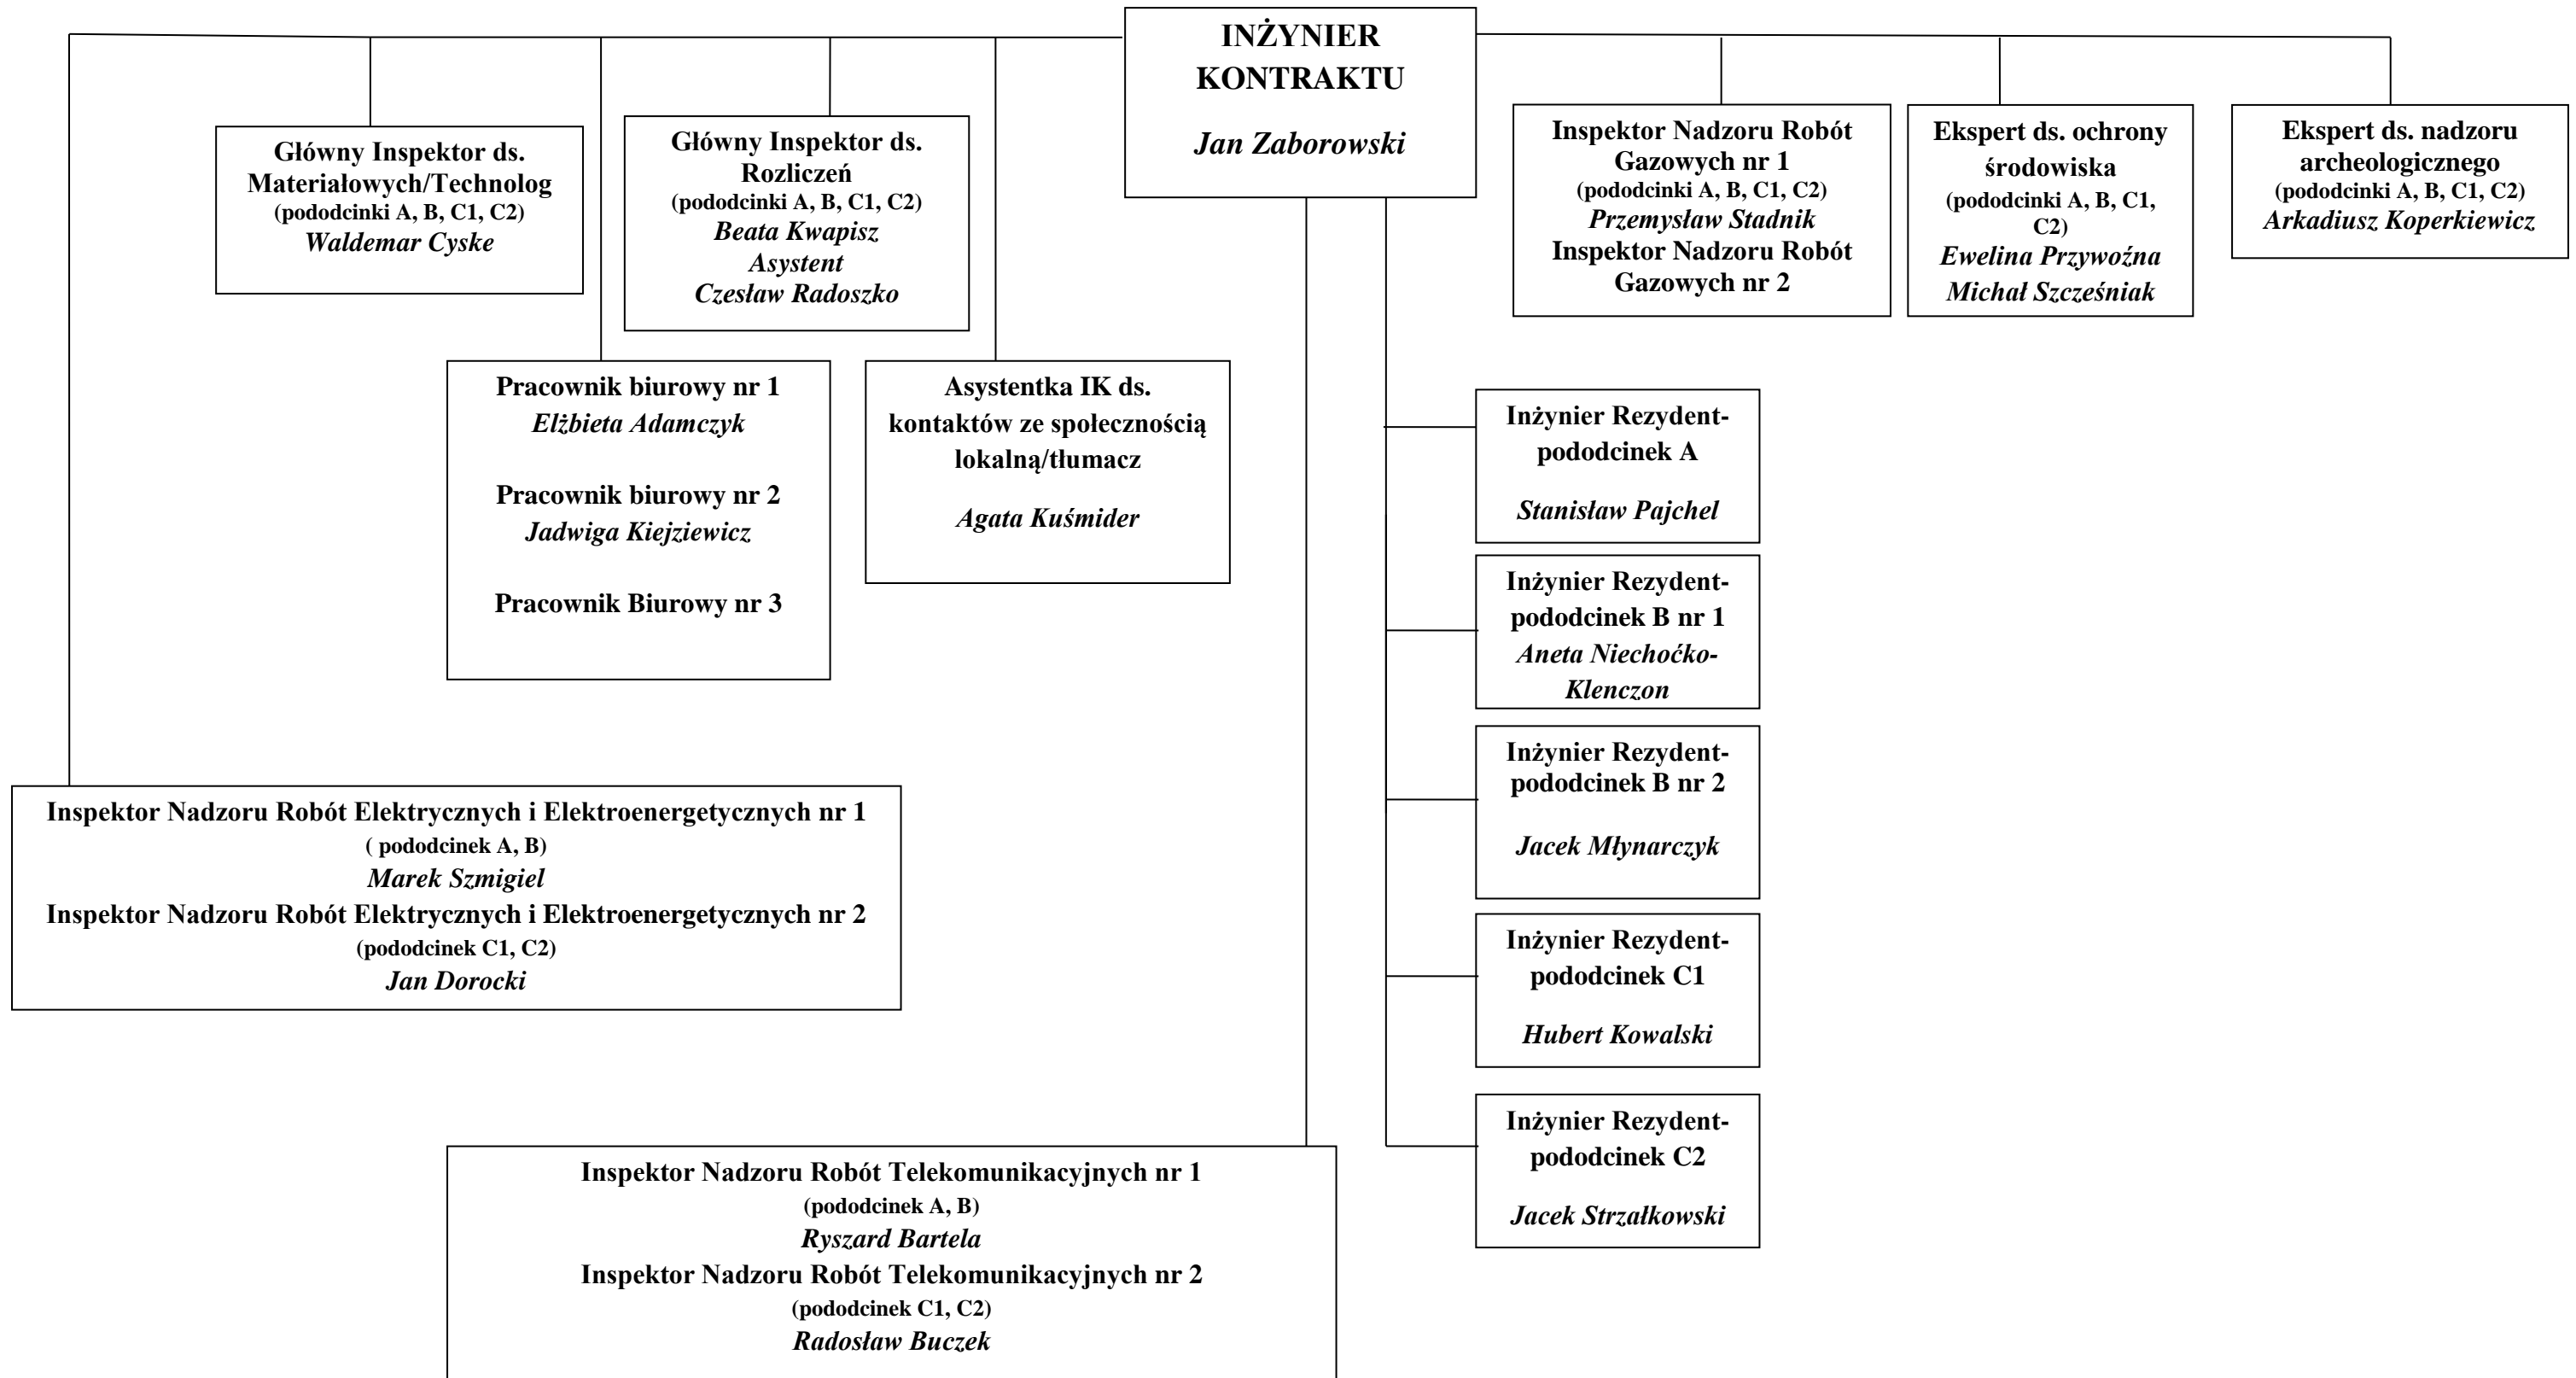 INŻYNIER
KONTRAKTU
Jan Zaborowski
Główny Inspektor ds.
Materiałowych/Technolog
(pododcinki A, B, C1, C2)
Waldemar Cyske
Główny Inspektor ds.
Rozliczeń
(pododcinki A, B, C1, C2)
Beata Kwapisz
Asystent
Czesław Radoszko
Inspektor Nadzoru Robót
Gazowych nr 1
(pododcinki A, B, C1, C2)
Przemysław Stadnik
Inspektor Nadzoru Robót
Gazowych nr 2
Ekspert ds. ochrony
środowiska
(pododcinki A, B, C1,
C2)
Ewelina Przywoźna
Michał Szcześniak
Ekspert ds. nadzoru
archeologicznego
(pododcinki A, B, C1, C2)
Arkadiusz Koperkiewicz
Pracownik biurowy nr 1
Elżbieta Adamczyk
Pracownik biurowy nr 2
Jadwiga Kiejziewicz
Pracownik Biurowy nr 3
Asystentka IK ds.
kontaktów ze społecznością
lokalną/tłumacz
Agata Kuśmider
Inżynier Rezydent-
pododcinek A
Stanisław Pajchel
Inżynier Rezydent-
pododcinek B nr 1
Aneta Niechoćko-
Klenczon
Inżynier Rezydent-
pododcinek B nr 2
Jacek Młynarczyk
Inżynier Rezydent-
pododcinek C1
Hubert Kowalski
Inżynier Rezydent-
pododcinek C2
Jacek Strzałkowski
Inspektor Nadzoru Robót Elektrycznych i Elektroenergetycznych nr 1
( pododcinek A, B)
Marek Szmigiel
Inspektor Nadzoru Robót Elektrycznych i Elektroenergetycznych nr 2
(pododcinek C1, C2)
Jan Dorocki
Inspektor Nadzoru Robót Telekomunikacyjnych nr 1
(pododcinek A, B)
Ryszard Bartela
Inspektor Nadzoru Robót Telekomunikacyjnych nr 2
(pododcinek C1, C2)
Radosław Buczek